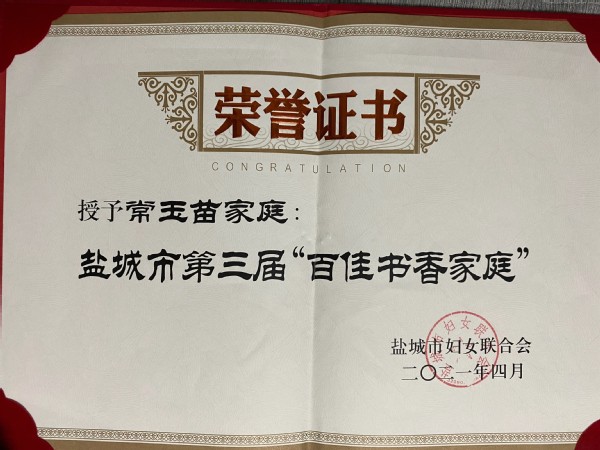 荣誉证书
CONGRATULATION
授予常玉苗家庭：
盐城市第三届“百佳书香家庭”
盐城市妇女联合会
二〇二一年四月